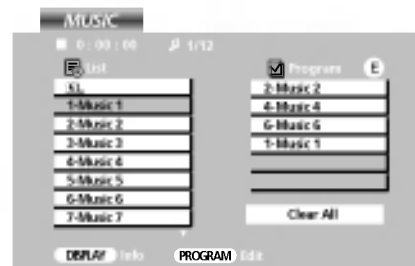 MUSIC
0:00:00 1/12
List
1-Music 1
2-Music 2
3-Music 3
4-Music 4
5-Music 5
6-Music 6
7-Music 7
Program E
2-Music 2
4-Music 4
6-Music 6
1-Music 1
Clear All
DISPLAY Info PROGRAM Edit